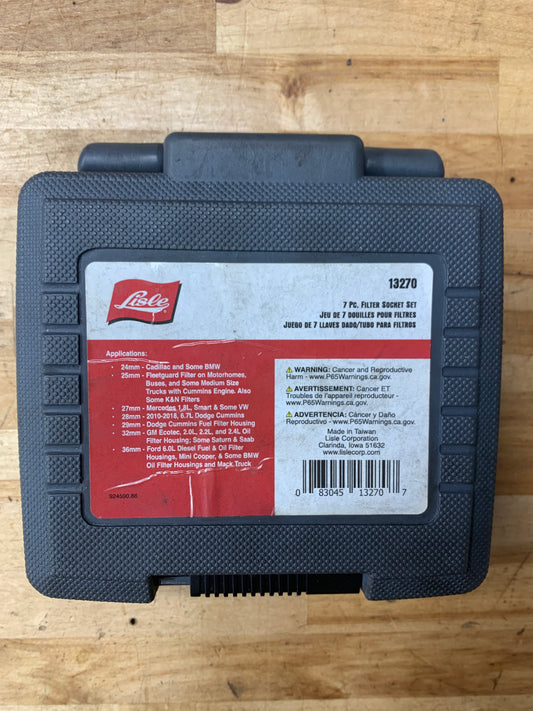 Lisle
®
13270
7 Pc. Filter Socket Set
Jeu de 7 douilles pour filtres
Juego de 7 llaves dado/tubo para filtros
Applications:
24mm - Cadillac and Some BMW
25mm - Fleetguard Filter on Motorhomes,
Buses, and Some Medium Size
Trucks with Cummins Engine. Also
Some K&N Filters
27mm - Mercedes 1.8L, Smart & Some VW
28mm - 2010-2018, 6.7L Dodge Cummins
29mm - Dodge Cummins Fuel Filter Housing
32mm - GM Ecotec, 2.0L, 2.2L, and 2.4L Oil
Filter Housing; Some Saturn & Saab
36mm - Ford 6.0L Diesel Fuel & Oil Filter
Housings, Mini Cooper, & Some BMW
Oil Filter Housings and Mack Truck
WARNING: Cancer and Reproductive
Harm - www.P65Warnings.ca.gov.
AVERTISSEMENT: Cancer ET
Troubles de l'appareil reproducteur -
www.P65Warnings.ca.gov.
ADVERTENCIA: Cáncer y Daño
Reproductivo - www.P65Warnings.ca.gov.
Made in Taiwan
Lisle Corporation
Clarinda, Iowa 51632
www.lislecorp.com
0 83045 13270 7